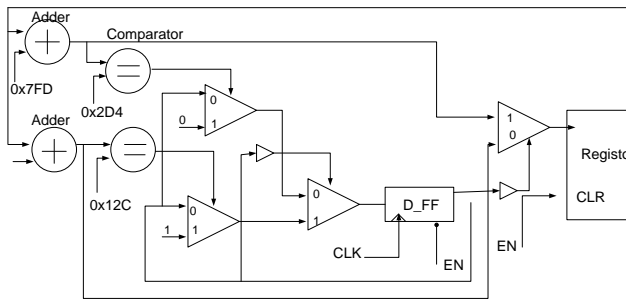 Adder
Comparator
0x7FD
0x2D4
Adder
0
0
1
0x12C
0
1
1
0
1
D_FF
CLK
EN
1
0
EN
Registo
CLR